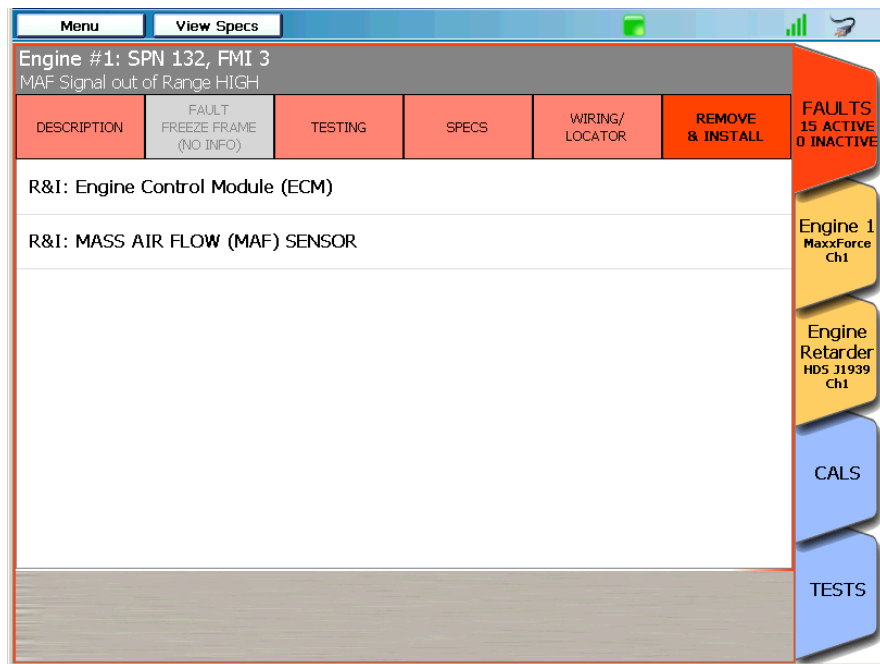 Menu
View Specs
Engine #1: SPN 132, FMI 3
MAF Signal out of Range HIGH
DESCRIPTION
FAULT
FREEZE FRAME
(NO INFO)
TESTING
SPECS
WIRING/
LOCATOR
REMOVE
& INSTALL
R&I: Engine Control Module (ECM)
R&I: MASS AIR FLOW (MAF) SENSOR
FAULTS
15 ACTIVE
0 INACTIVE
Engine 1
MaxxForce
Ch1
Engine
Retarder
HDS J1939
Ch1
CALS
TESTS